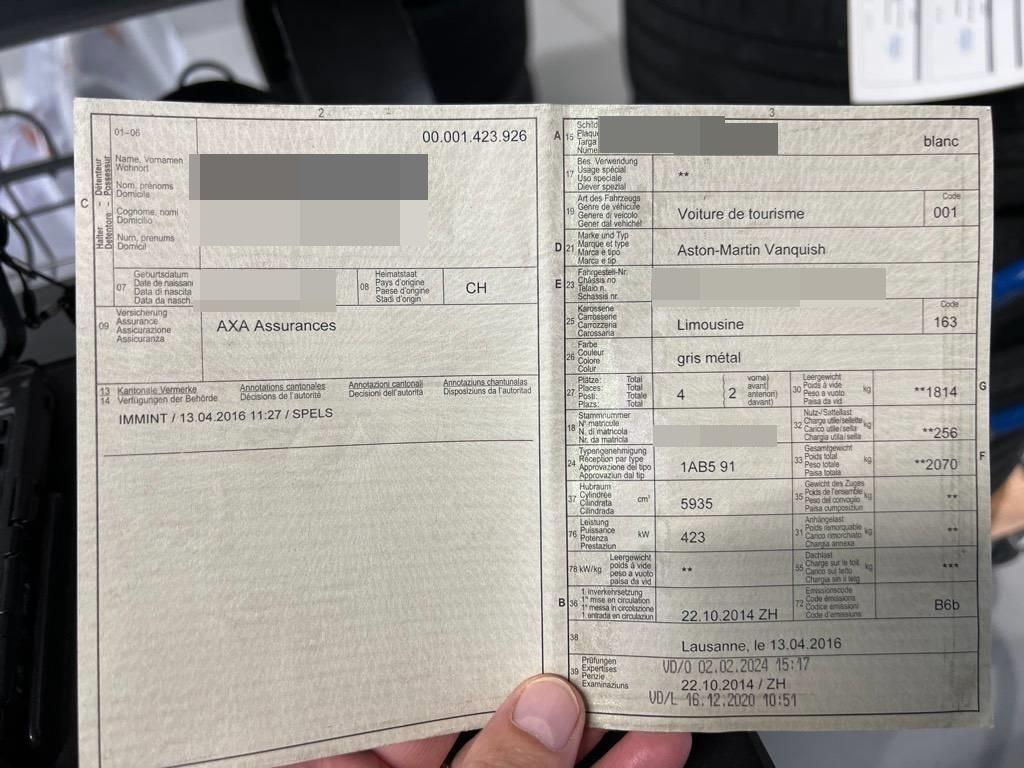 2
01-06
00.001.423.926
C
Halter - Détenteur
Detentore - Possessur
Name, Vornamen
Wohnort
Nom, prénoms
Domicile
Cognome, nomi
Domicilio
Num, prenums
Domicil
07
Geburtsdatum
Date de naissance
Data di nascita
Data da nasch.
08
Heimatstaat
Pays d'origine
Paese d'origine
Stadi d'origin
CH
09
Versicherung
Assurance
Assicurazione
Assicuranza
AXA Assurances
13
14
Kantonale Vermerke
Verfügungen der Behörde
Annotations cantonales
Décisions de l'autorité
Annotazioni cantonali
Decisioni dell'autorità
Annotaziuns chantunalas
Disposiziuns da l'autoritad
IMMINT / 13.04.2016 11:27 / SPELS
3
A 15
Schild
Plaque
Targa
Nume
blanc
17
Bes. Verwendung
Usage spécial
Uso speciale
Diever spezial
**
19
Art des Fahrzeugs
Genre de véhicule
Genere di veicolo
Gener dal vehichel
Voiture de tourisme
Code
001
D 21
Marke und Typ
Marque et type
Marca e tipo
Marca e tip
Aston-Martin Vanquish
E 23
Fahrgestell-Nr.
Châssis no
Telaio n.
Schassis nr.
25
Karosserie
Carrosserie
Carrozzeria
Carossaria
Limousine
Code
163
26
Farbe
Couleur
Colore
Colur
gris métal
27
Plätze: Total
Places: Total
Posti: Totale
Plazs: Total
4
2
vorne)
avant)
anteriori)
davant)
30
Leergewicht
Poids à vide
Peso a vuoto
Paisa da vid
kg
**1814
G
18
Stammnummer
N° matricule
N. di matricola
Nr. da matricla
32
Nutz-/Sattellast
Charge utile/sellette
Carico utile/sella
Chargia utila/sella
kg
**256
24
Typengenehmigung
Réception par type
Approvazione del tipo
Approvaziun dal tip
1AB5 91
33
Gesamtgewicht
Poids total
Peso totale
Paisa totala
kg
**2070
F
37
Hubraum
Cylindrée
Cilindrata
Cilindrada
cm³
5935
35
Gewicht des Zuges
Poids de l'ensemble
Peso del convoglio
Paisa cumposiziun
kg
**
76
Leistung
Puissance
Potenza
Prestaziun
kW
423
31
Anhängelast
Poids remorquable
Carico rimorchiato
Chargia annexa
kg
**
78 kW/kg
Leergewicht
poids à vide
peso a vuoto
paisa da vid
**
55
Dachlast
Charge sur le toit
Carico sul tetto
Chargia sin il tetg
kg
***
B 36
1. Inverkehrsetzung
1re mise en circulation
1a messa in circolazione
1. entrada en circulaziun
22.10.2014 ZH
72
Emissionscode
Code émissions
Codice emissioni
Code d'emissiuns
B6b
38
Lausanne, le 13.04.2016
39
Prüfungen
Expertises
Perizie
Examinaziuns
VD/O 02.02.2024 15:17
22.10.2014 / ZH
VD/L 16.12.2020 10:51